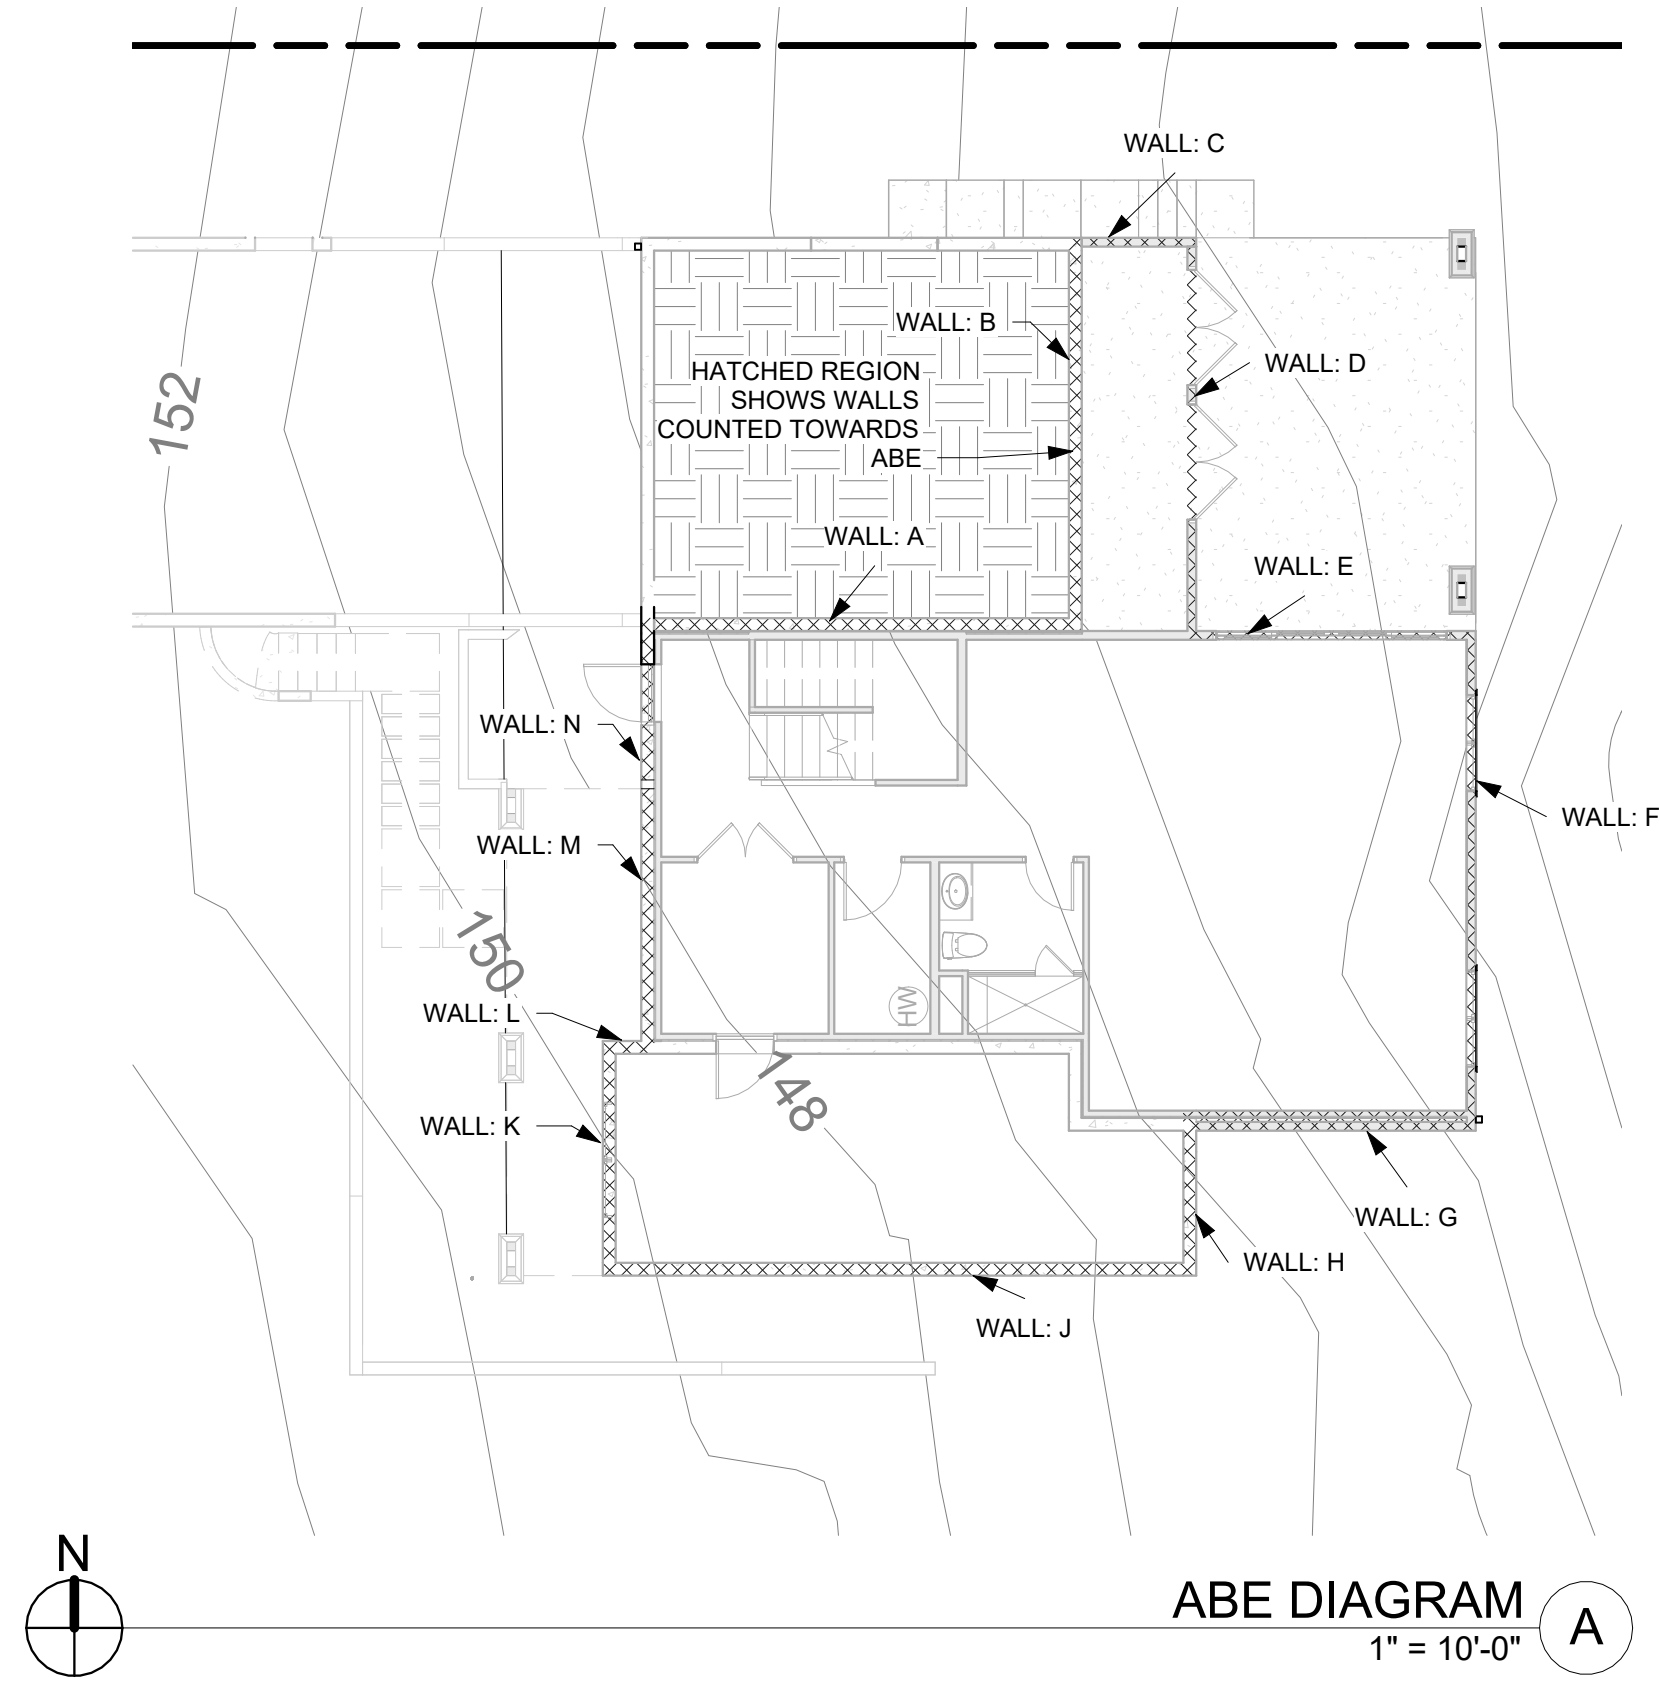 WALL: C
WALL: B
WALL: D
HATCHED REGION
SHOWS WALLS
COUNTED TOWARDS
ABE
152
WALL: A
WALL: E
WALL: N
WALL: F
WALL: M
150
HW
WALL: L
148
WALL: K
WALL: G
WALL: H
WALL: J
N
ABE DIAGRAM
A
1" = 10'-0"